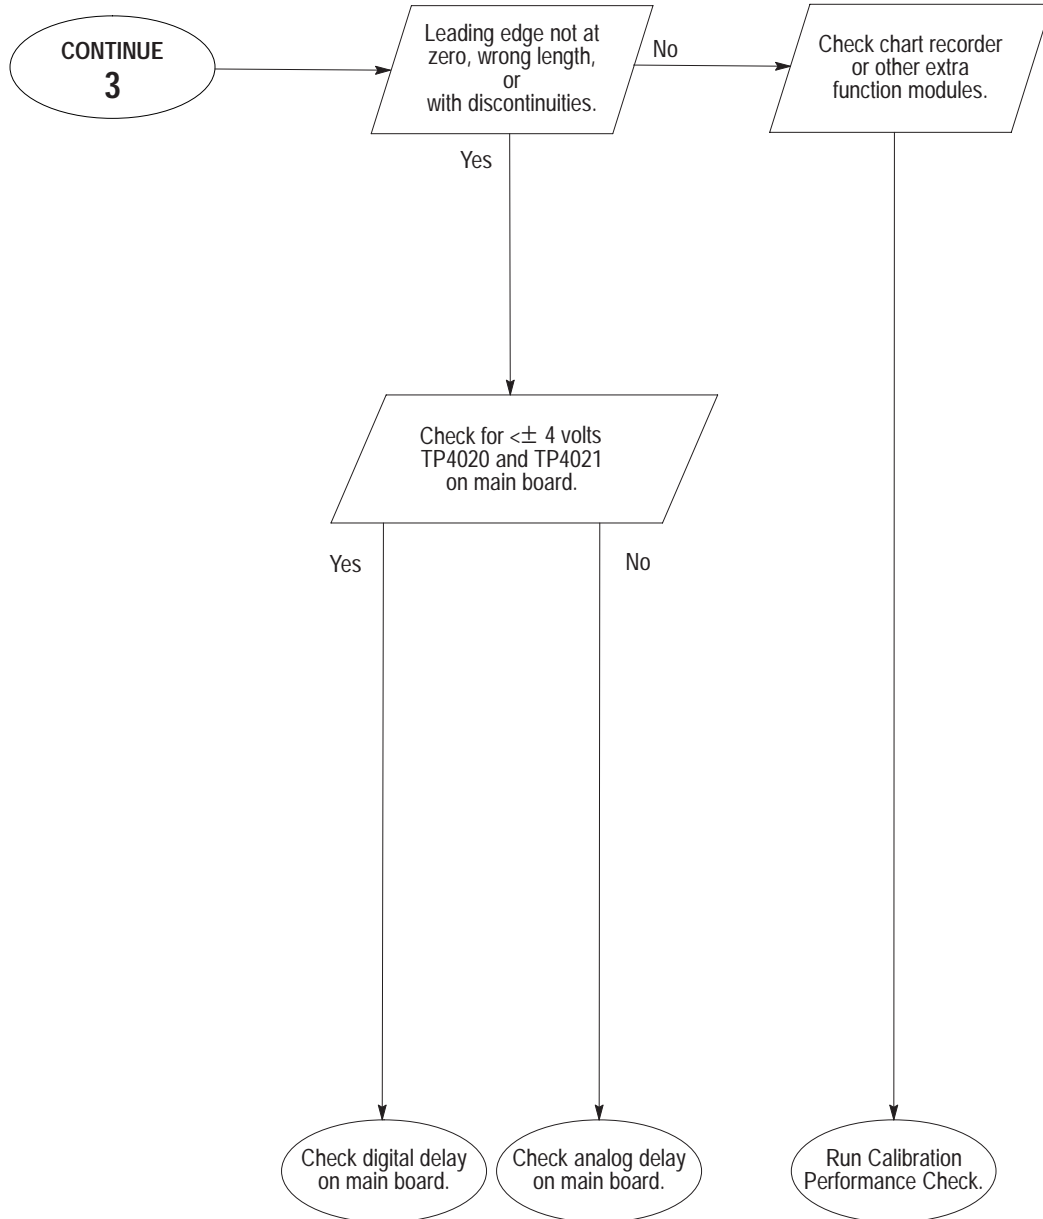 CONTINUE
3
Leading edge not at
zero, wrong length,
or
with discontinuities.
No
Check chart recorder
or other extra
function modules.
Yes
Check for <± 4 volts
TP4020 and TP4021
on main board.
Yes
No
Check digital delay
on main board.
Check analog delay
on main board.
Run Calibration
Performance Check.